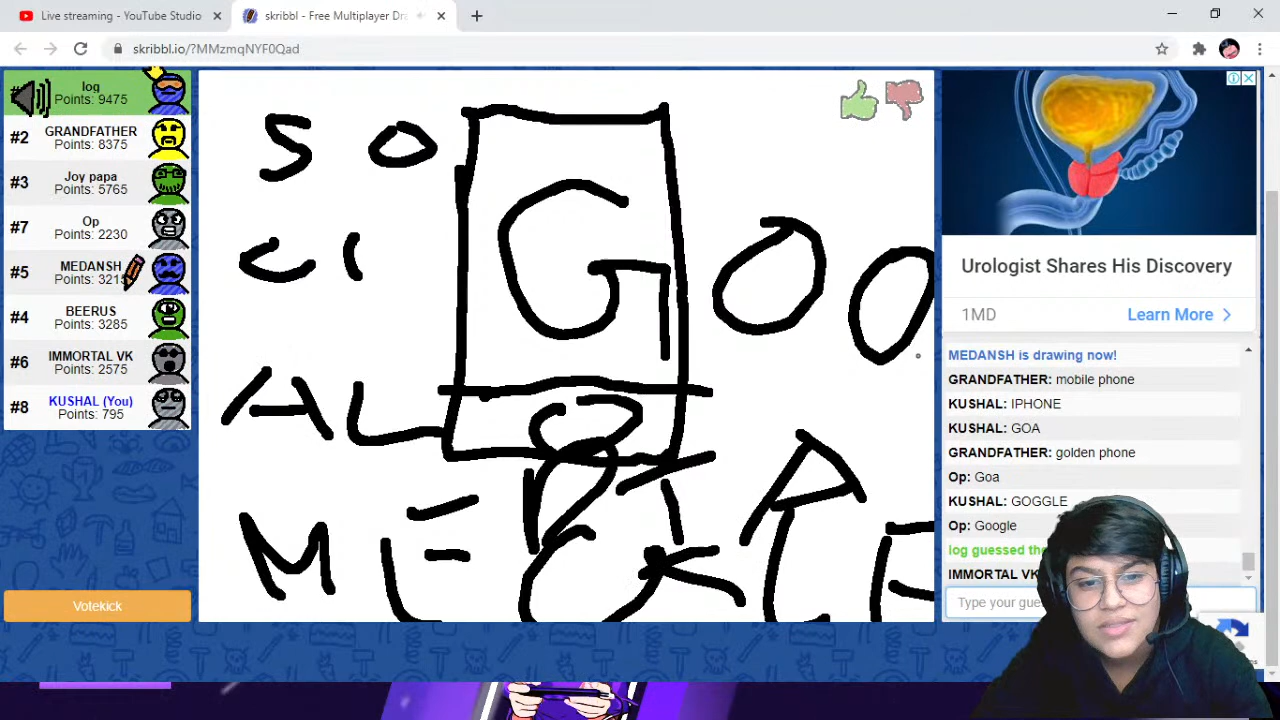 Live streaming - YouTube Studio
skribbl - Free Multiplayer Dra
skribbl.io/?MMzmqNYF0Qad
log
Points: 9475
#2 GRANDFATHER
Points: 8375
#3 Joy papa
Points: 5765
#7 Op
Points: 2230
#5 MEDANSH
Points: 3215
#4 BEERUS
Points: 3285
#6 IMMORTAL VK
Points: 2575
#8 KUSHAL (You)
Points: 795
Votekick
S O
G O O
A L
M E
Urologist Shares His Discovery
1MD Learn More
MEDANSH is drawing now!
GRANDFATHER: mobile phone
KUSHAL: IPHONE
KUSHAL: GOA
GRANDFATHER: golden phone
Op: Goa
KUSHAL: GOGGLE
Op: Google
log guessed the
IMMORTAL VK
Type your gue